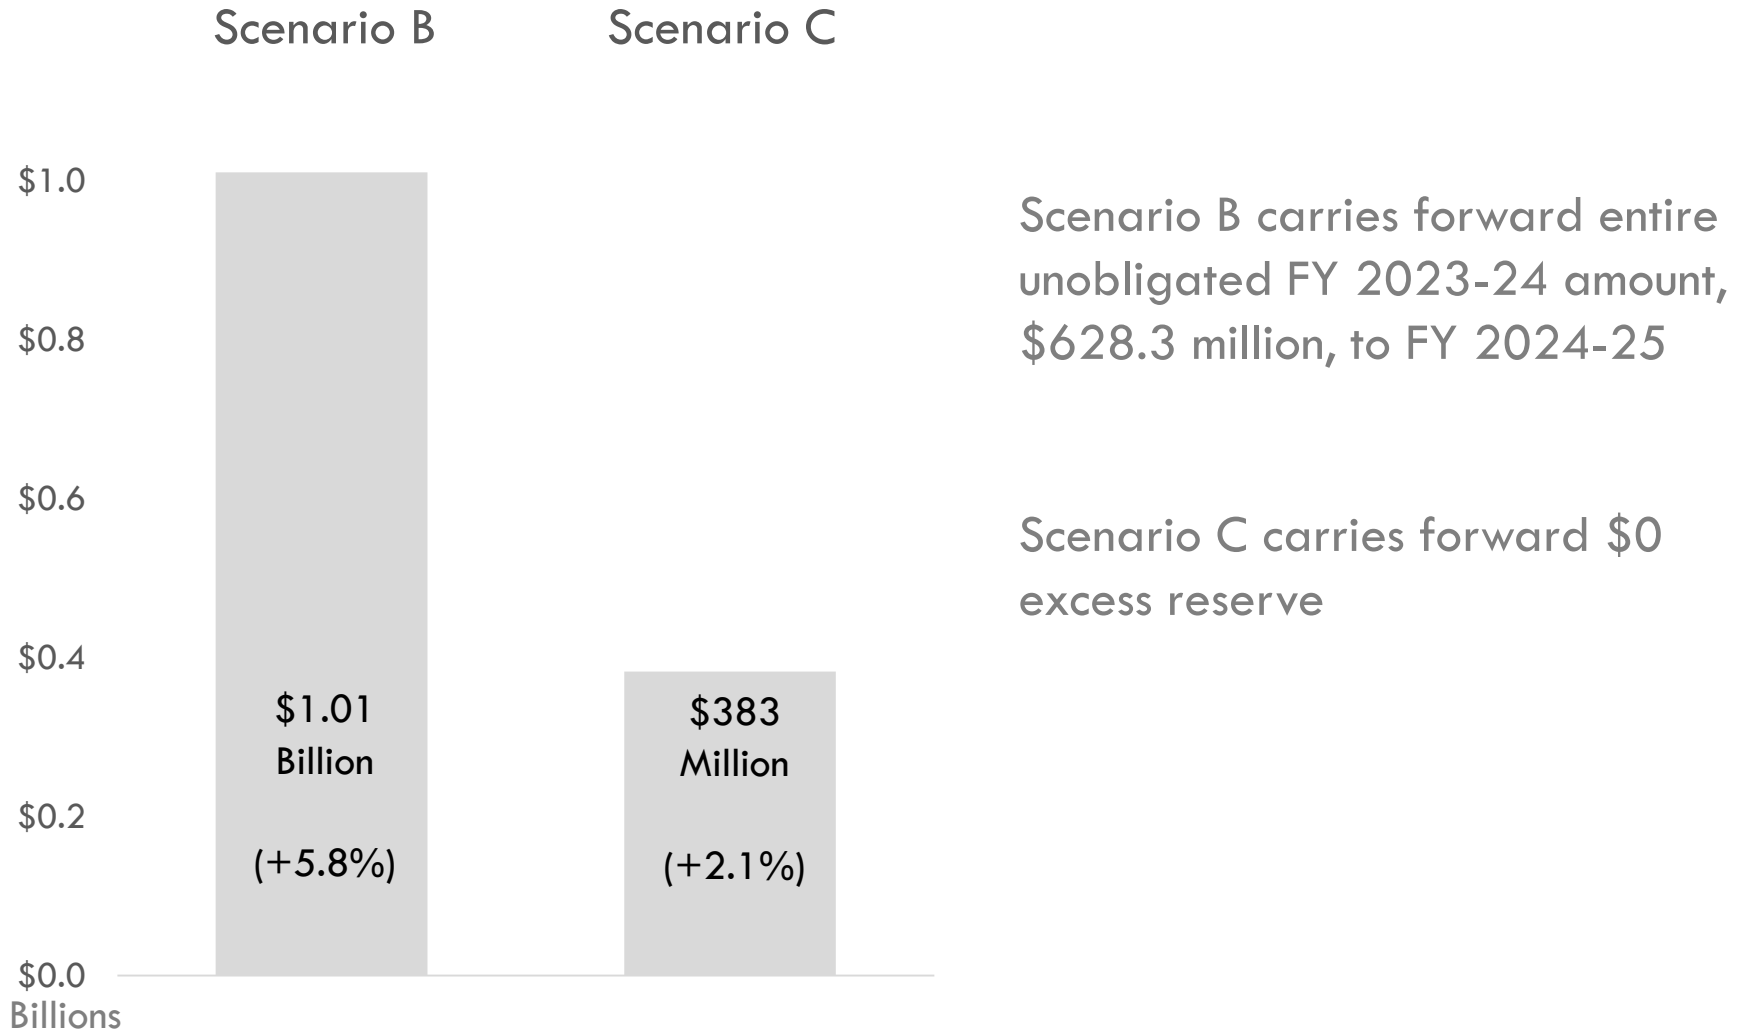 Scenario B
Scenario C
$1.0
$0.8
$0.6
$0.4
$0.2
$0.0
Billions
$1.01
Billion
(+5.8%)
$383
Million
(+2.1%)
Scenario B carries forward entire
unobligated FY 2023-24 amount,
$628.3 million, to FY 2024-25
Scenario C carries forward $0
excess reserve